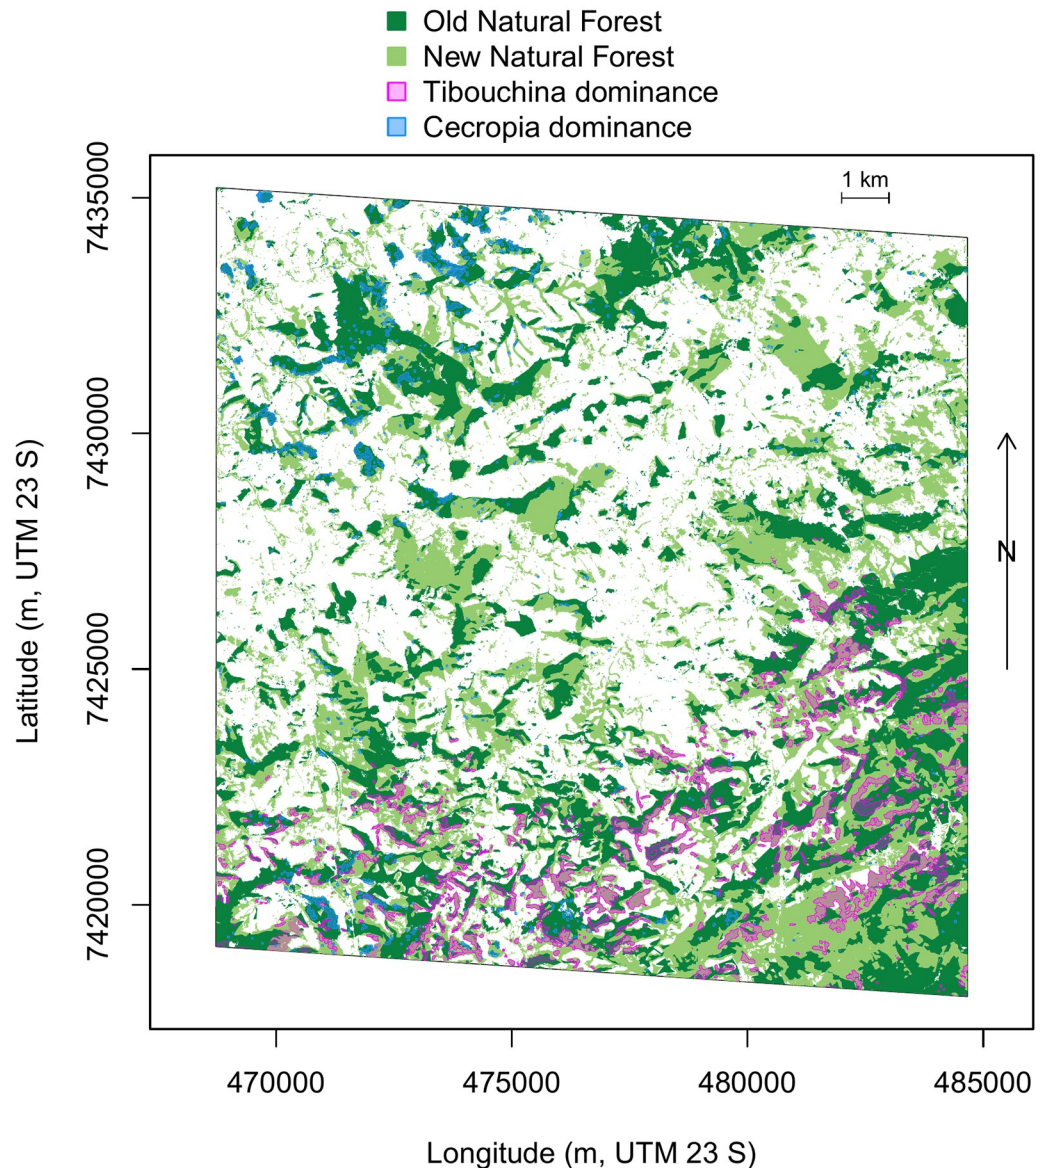 Old Natural Forest
New Natural Forest
Tibouchina dominance
Cecropia dominance
1 km
7435000
7430000
7425000
7420000
Latitude (m, UTM 23 S)
N
470000
475000
480000
485000
Longitude (m, UTM 23 S)